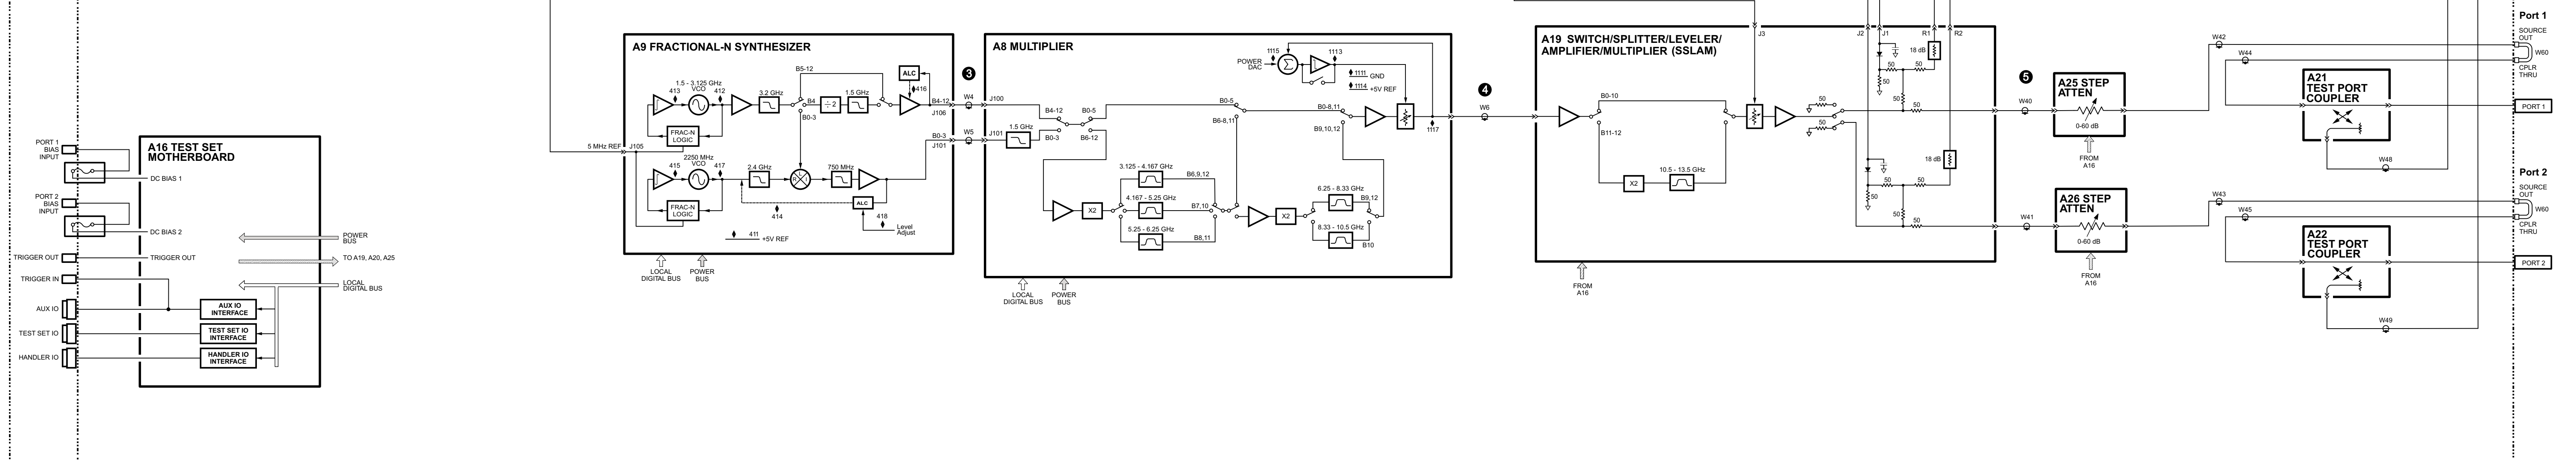 A16 TEST SET
MOTHERBOARD
PORT 1
BIAS
INPUT
DC BIAS 1
PORT 2
BIAS
INPUT
DC BIAS 2
TRIGGER OUT
TRIGGER OUT
TRIGGER IN
AUX IO
AUX IO
INTERFACE
TEST SET IO
TEST SET IO
INTERFACE
HANDLER IO
HANDLER IO
INTERFACE
POWER
BUS
TO A19, A20, A25
LOCAL
DIGITAL BUS
A9 FRACTIONAL-N SYNTHESIZER
1.5 - 3.125 GHz
VCO
413
412
FRAC-N
LOGIC
3.2 GHz
B5-12
B4
B0-3
÷ 2
1.5 GHz
ALC
416
B4-12
J106
5 MHz REF
J105
2250 MHz
VCO
415
417
FRAC-N
LOGIC
2.4 GHz
R
L
I
750 MHz
ALC
414
418
Level
Adjust
411
+5V REF
B0-3
J101
LOCAL
DIGITAL BUS
POWER
BUS
3
W4
W5
A8 MULTIPLIER
J100
J101
1.5 GHz
B4-12
B0-3
B0-5
B6-12
X2
3.125 - 4.167 GHz
B6,9,12
4.167 - 5.25 GHz
B7,10
5.25 - 6.25 GHz
B8,11
B0-5
B6-8,11
X2
6.25 - 8.33 GHz
B9,12
8.33 - 10.5 GHz
B10
B0-8,11
B9,10,12
POWER
DAC
1115
Σ
1113
1111
GND
1114
+5V REF
1117
LOCAL
DIGITAL BUS
POWER
BUS
4
W6
A19 SWITCH/SPLITTER/LEVELER/
AMPLIFIER/MULTIPLIER (SSLAM)
B0-10
B11-12
X2
10.5 - 13.5 GHz
J3
J2
J1
R1
R2
18 dB
50
50
50
50
50
50
50
18 dB
50
50
50
50
50
FROM
A16
5
W40
W41
A25 STEP
ATTEN
0-60 dB
FROM
A16
A26 STEP
ATTEN
0-60 dB
FROM
A16
W42
W44
A21
TEST PORT
COUPLER
W48
W43
W45
A22
TEST PORT
COUPLER
W49
Port 1
SOURCE
OUT
W60
CPLR
THRU
PORT 1
Port 2
SOURCE
OUT
W60
CPLR
THRU
PORT 2